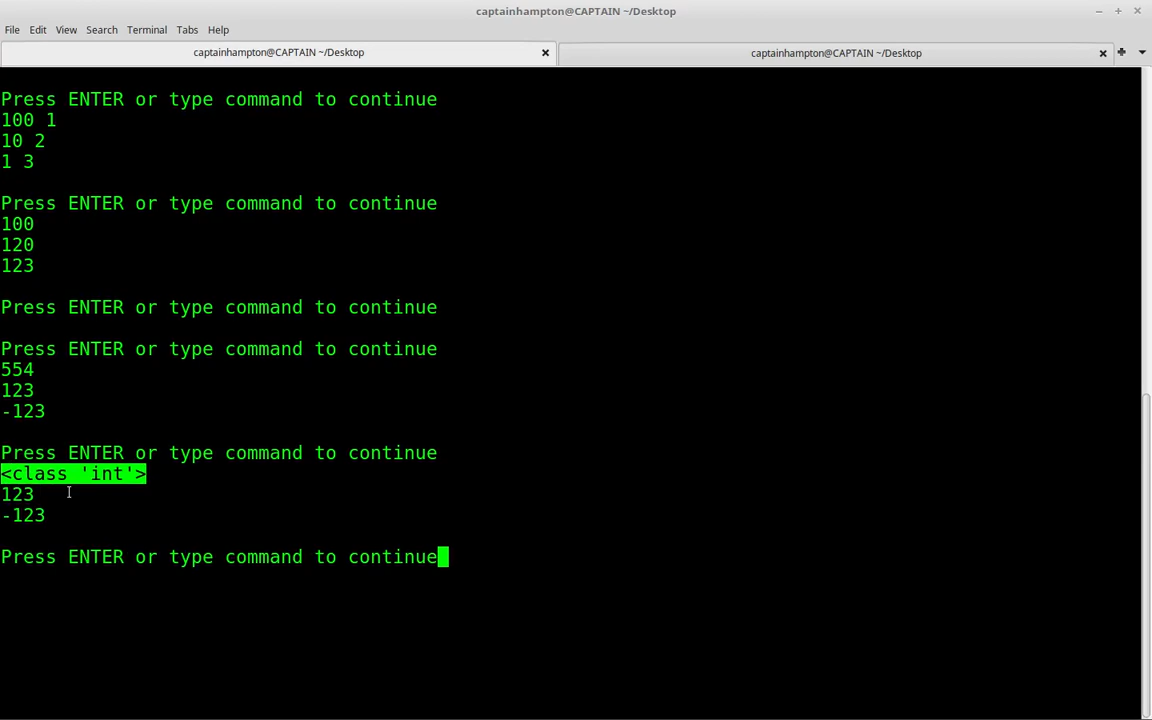 captainhampton@CAPTAIN ~/Desktop
File Edit View Search Terminal Tabs Help
captainhampton@CAPTAIN ~/Desktop captainhampton@CAPTAIN ~/Desktop
Press ENTER or type command to continue
100 1
10 2
1 3
Press ENTER or type command to continue
100
120
123
Press ENTER or type command to continue
Press ENTER or type command to continue
554
123
-123
Press ENTER or type command to continue
<class 'int'>
123
-123
Press ENTER or type command to continue